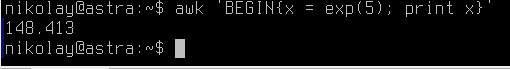 nikolay@astra:~$ awk 'BEGIN{x = exp(5); print x}'
148.413
nikolay@astra:~$